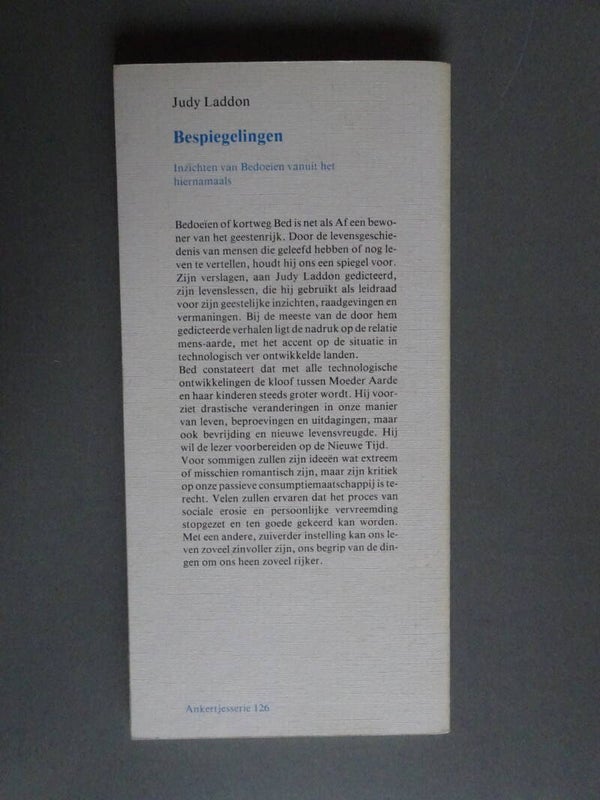 Judy Laddon
Bespiegelingen
Inzichten van Bedoeïen vanuit het
hiernamaals
Bedoeïen of kortweg Bed is net als Af een bewo-
ner van het geestenrijk. Door de levensgeschie-
denis van mensen die geleefd hebben of nog le-
ven te vertellen, houdt hij ons een spiegel voor.
Zijn verslagen, aan Judy Laddon gedicteerd,
zijn levenslessen, die hij gebruikt als leidraad
voor zijn geestelijke inzichten, raadgevingen en
vermaningen. Bij de meeste van de door hem
gedicteerde verhalen ligt de nadruk op de relatie
mens-aarde, met het accent op de situatie in
technologisch ver ontwikkelde landen.
Bed constateert dat met alle technologische
ontwikkelingen de kloof tussen Moeder Aarde
en haar kinderen steeds groter wordt. Hij voor-
ziet drastische veranderingen in onze manier
van leven, beproevingen en uitdagingen, maar
ook bevrijding en nieuwe levensvreugde. Hij
wil de lezer voorbereiden op de Nieuwe Tijd.
Voor sommigen zullen zijn ideeën wat extreem
of misschien romantisch zijn, maar zijn kritiek
op onze passieve consumptiemaatschappij is te-
recht. Velen zullen ervaren dat het proces van
sociale erosie en persoonlijke vervreemding
stopgezet en ten goede gekeerd kan worden.
Met een andere, zuiverder instelling kan ons le-
ven zoveel zinvoller zijn, ons begrip van de din-
gen om ons heen zoveel rijker.
Ankertjesserie 126